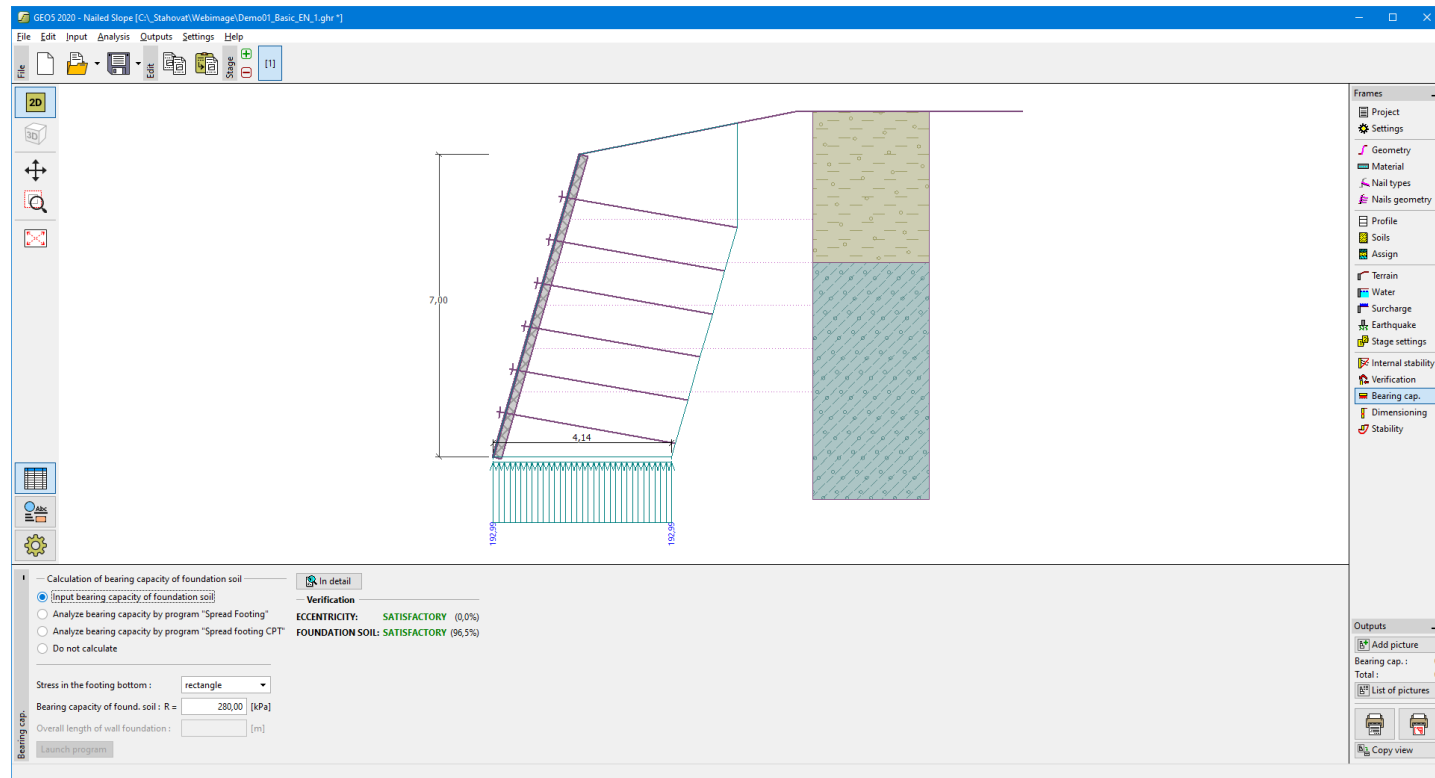 GEO5 2020 - Nailed Slope [C:\_Stahovat\Webimage\Demo01_Basic_EN_1.ghr *]
File Edit Input Analysis Outputs Settings Help
File
Edit
Stage
[1]
2D
3D
Abc
7,00
4,14
192,99
192,99
Frames
Project
Settings
Geometry
Material
Nail types
Nails geometry
Profile
Soils
Assign
Terrain
Water
Surcharge
Earthquake
Stage settings
Internal stability
Verification
Bearing cap.
Dimensioning
Stability
Outputs
Add picture
Bearing cap. :
Total :
List of pictures
Copy view
Bearing cap.
Calculation of bearing capacity of foundation soil
Input bearing capacity of foundation soil
Analyze bearing capacity by program "Spread Footing"
Analyze bearing capacity by program "Spread footing CPT"
Do not calculate
Stress in the footing bottom : rectangle
Bearing capacity of found. soil : R = 280,00 [kPa]
Overall length of wall foundation : [m]
Launch program
In detail
Verification
ECCENTRICITY: SATISFACTORY (0,0%)
FOUNDATION SOIL: SATISFACTORY (96,5%)